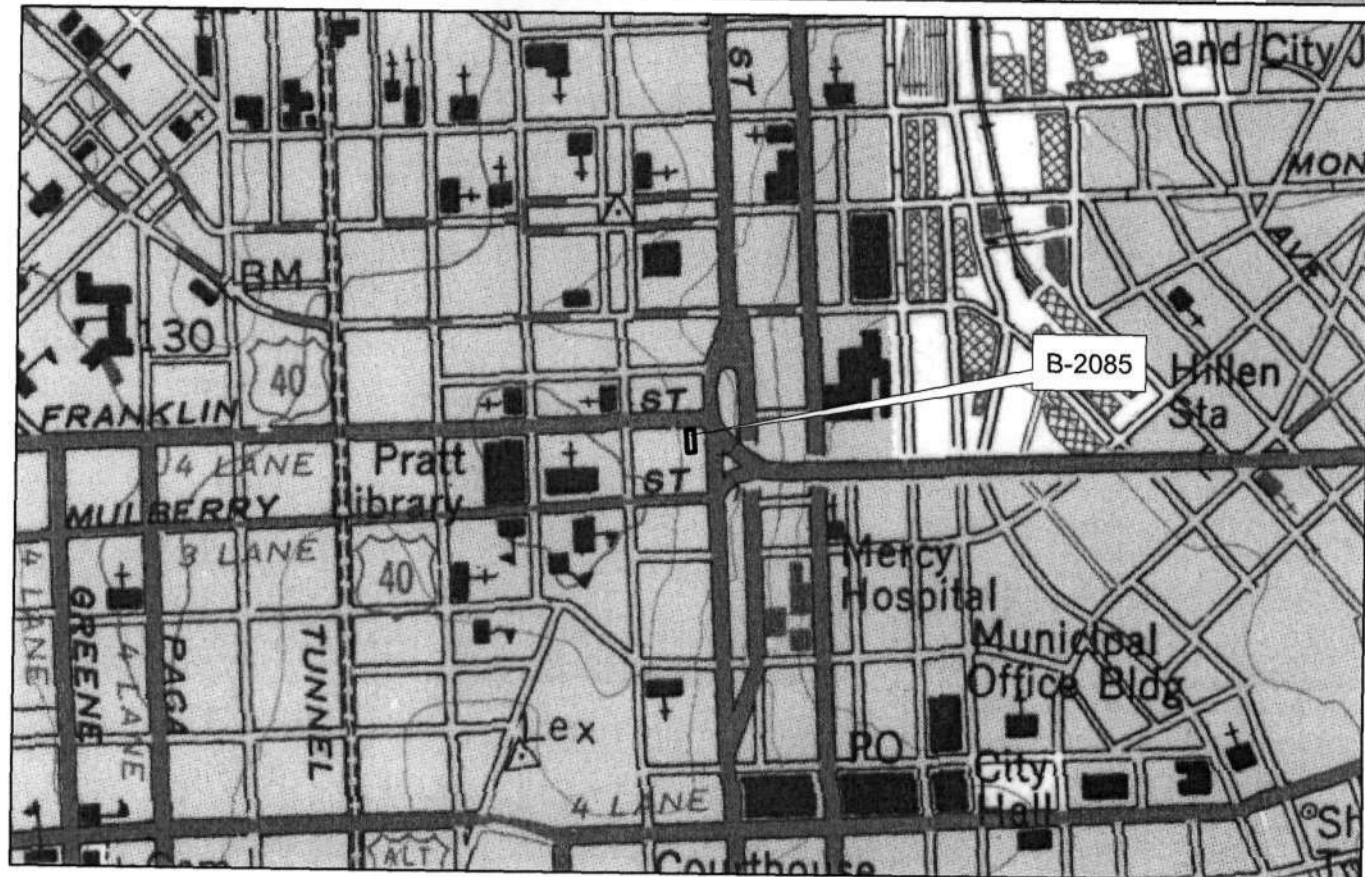 ST
and City J
MON
AVE
BM
130
40
B-2085
Hillen
Sta
FRANKLIN
ST
4 LANE
Pratt
Library
ST
MULBERRY
3 LANE
40
Mercy
Hospital
4 LANE
GREENE
PACA
4 LANE
TUNNEL
Municipal
Office Bldg
Lex
PO
City
Hall
4 LANE
ALT
Courthouse